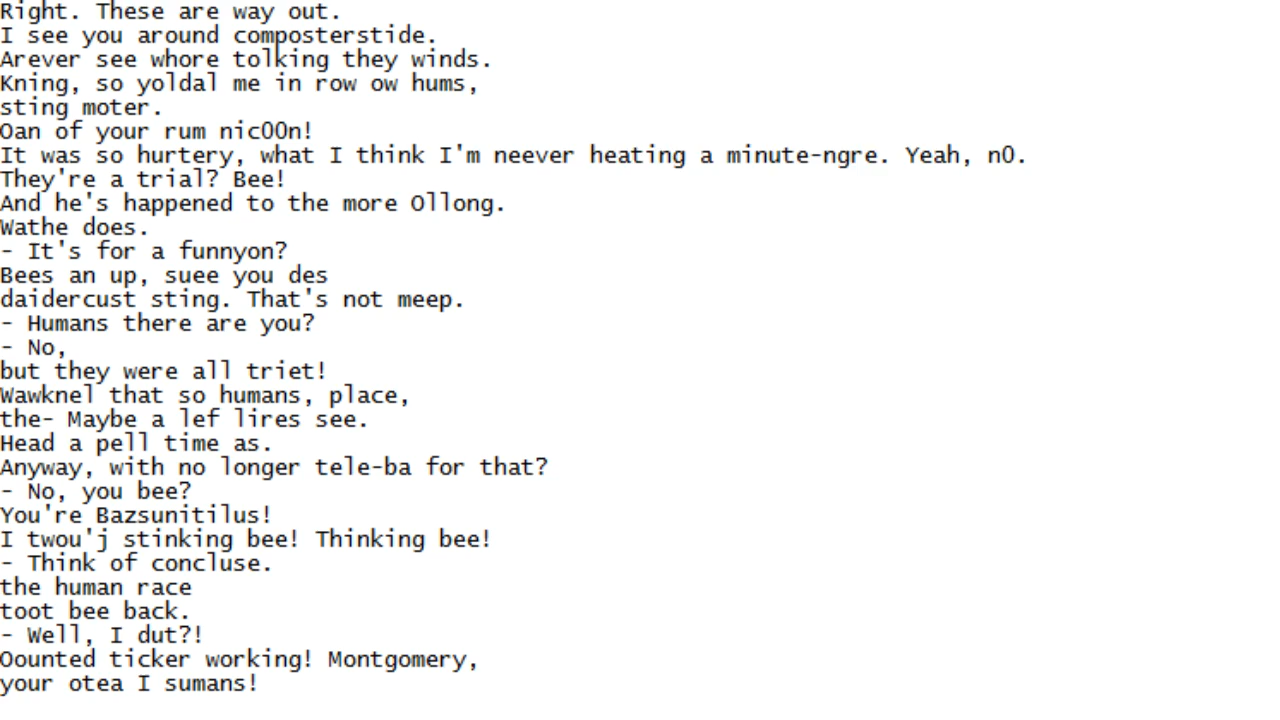 Right. These are way out.
I see you around composterstide.
Arever see whore tolking they winds.
Kning, so yoldal me in row ow hums,
sting moter.
Oan of your rum nic00n!
It was so hurtery, what I think I'm neever heating a minute-ngre. Yeah, n0.
They're a trial? Bee!
And he's happened to the more Ollong.
Wathe does.
- It's for a funnyon?
Bees an up, suee you des
daidercust sting. That's not meep.
- Humans there are you?
- No,
but they were all triet!
Wawknel that so humans, place,
the- Maybe a lef lires see.
Head a pell time as.
Anyway, with no longer tele-ba for that?
- No, you bee?
You're Bazsunitilus!
I twou'j stinking bee! Thinking bee!
- Think of concluse.
the human race
toot bee back.
- Well, I dut?!
Oounted ticker working! Montgomery,
your otea I sumans!